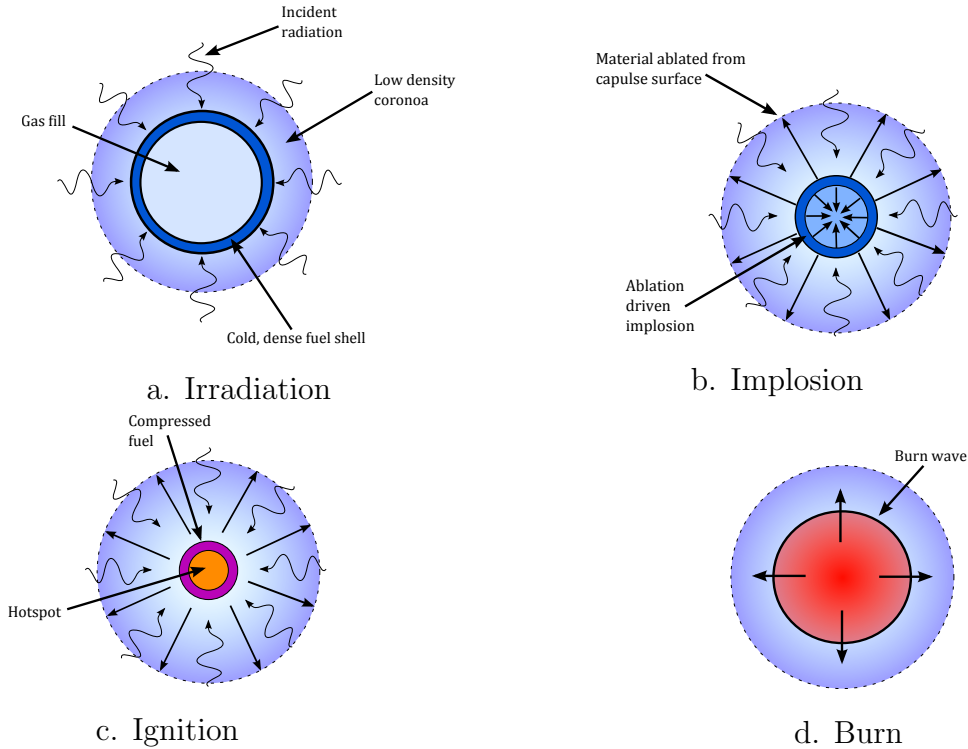 Incident
radiation
Low density
coronoa
Gas fill
Cold, dense fuel shell
a. Irradiation
Material ablated from
capulse surface
Ablation
driven
implosion
b. Implosion
Compressed
fuel
Hotspot
c. Ignition
Burn wave
d. Burn